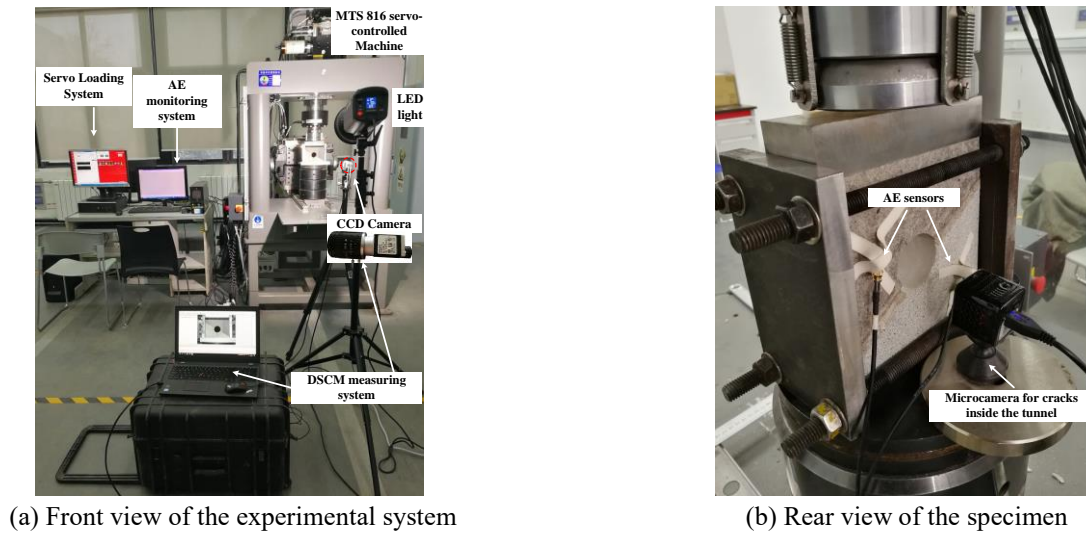 MTS 816 servo-
controlled
Machine
Servo Loading
System
AE
monitoring
system
LED
light
CCD Camera
DSCM measuring
system
AE sensors
Microcamera for cracks
inside the tunnel
(a) Front view of the experimental system
(b) Rear view of the specimen